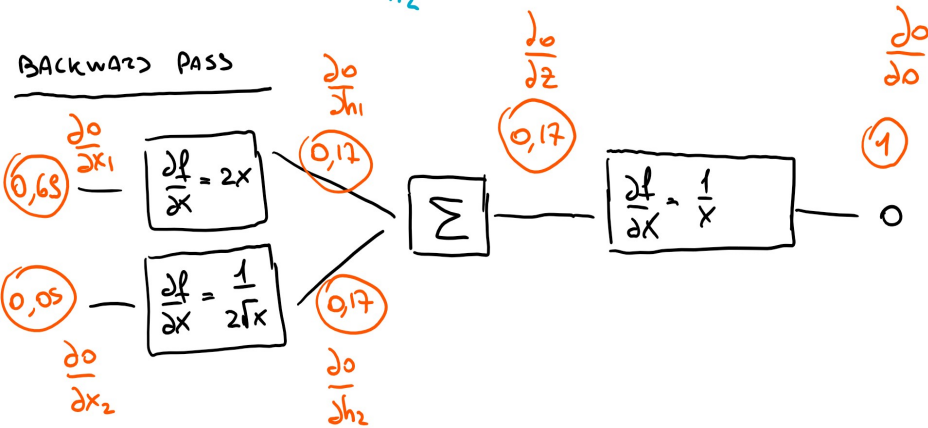 BACKWARD PASS
∂o/∂h1
∂o/∂z
∂o/∂o
∂o/∂x1
0,69
∂f/∂x = 2x
0,17
0,17
1
Σ
∂f/∂x = 1/x
o
0,05
∂f/∂x = 1/2√x
0,17
∂o/∂x2
∂o/∂h2